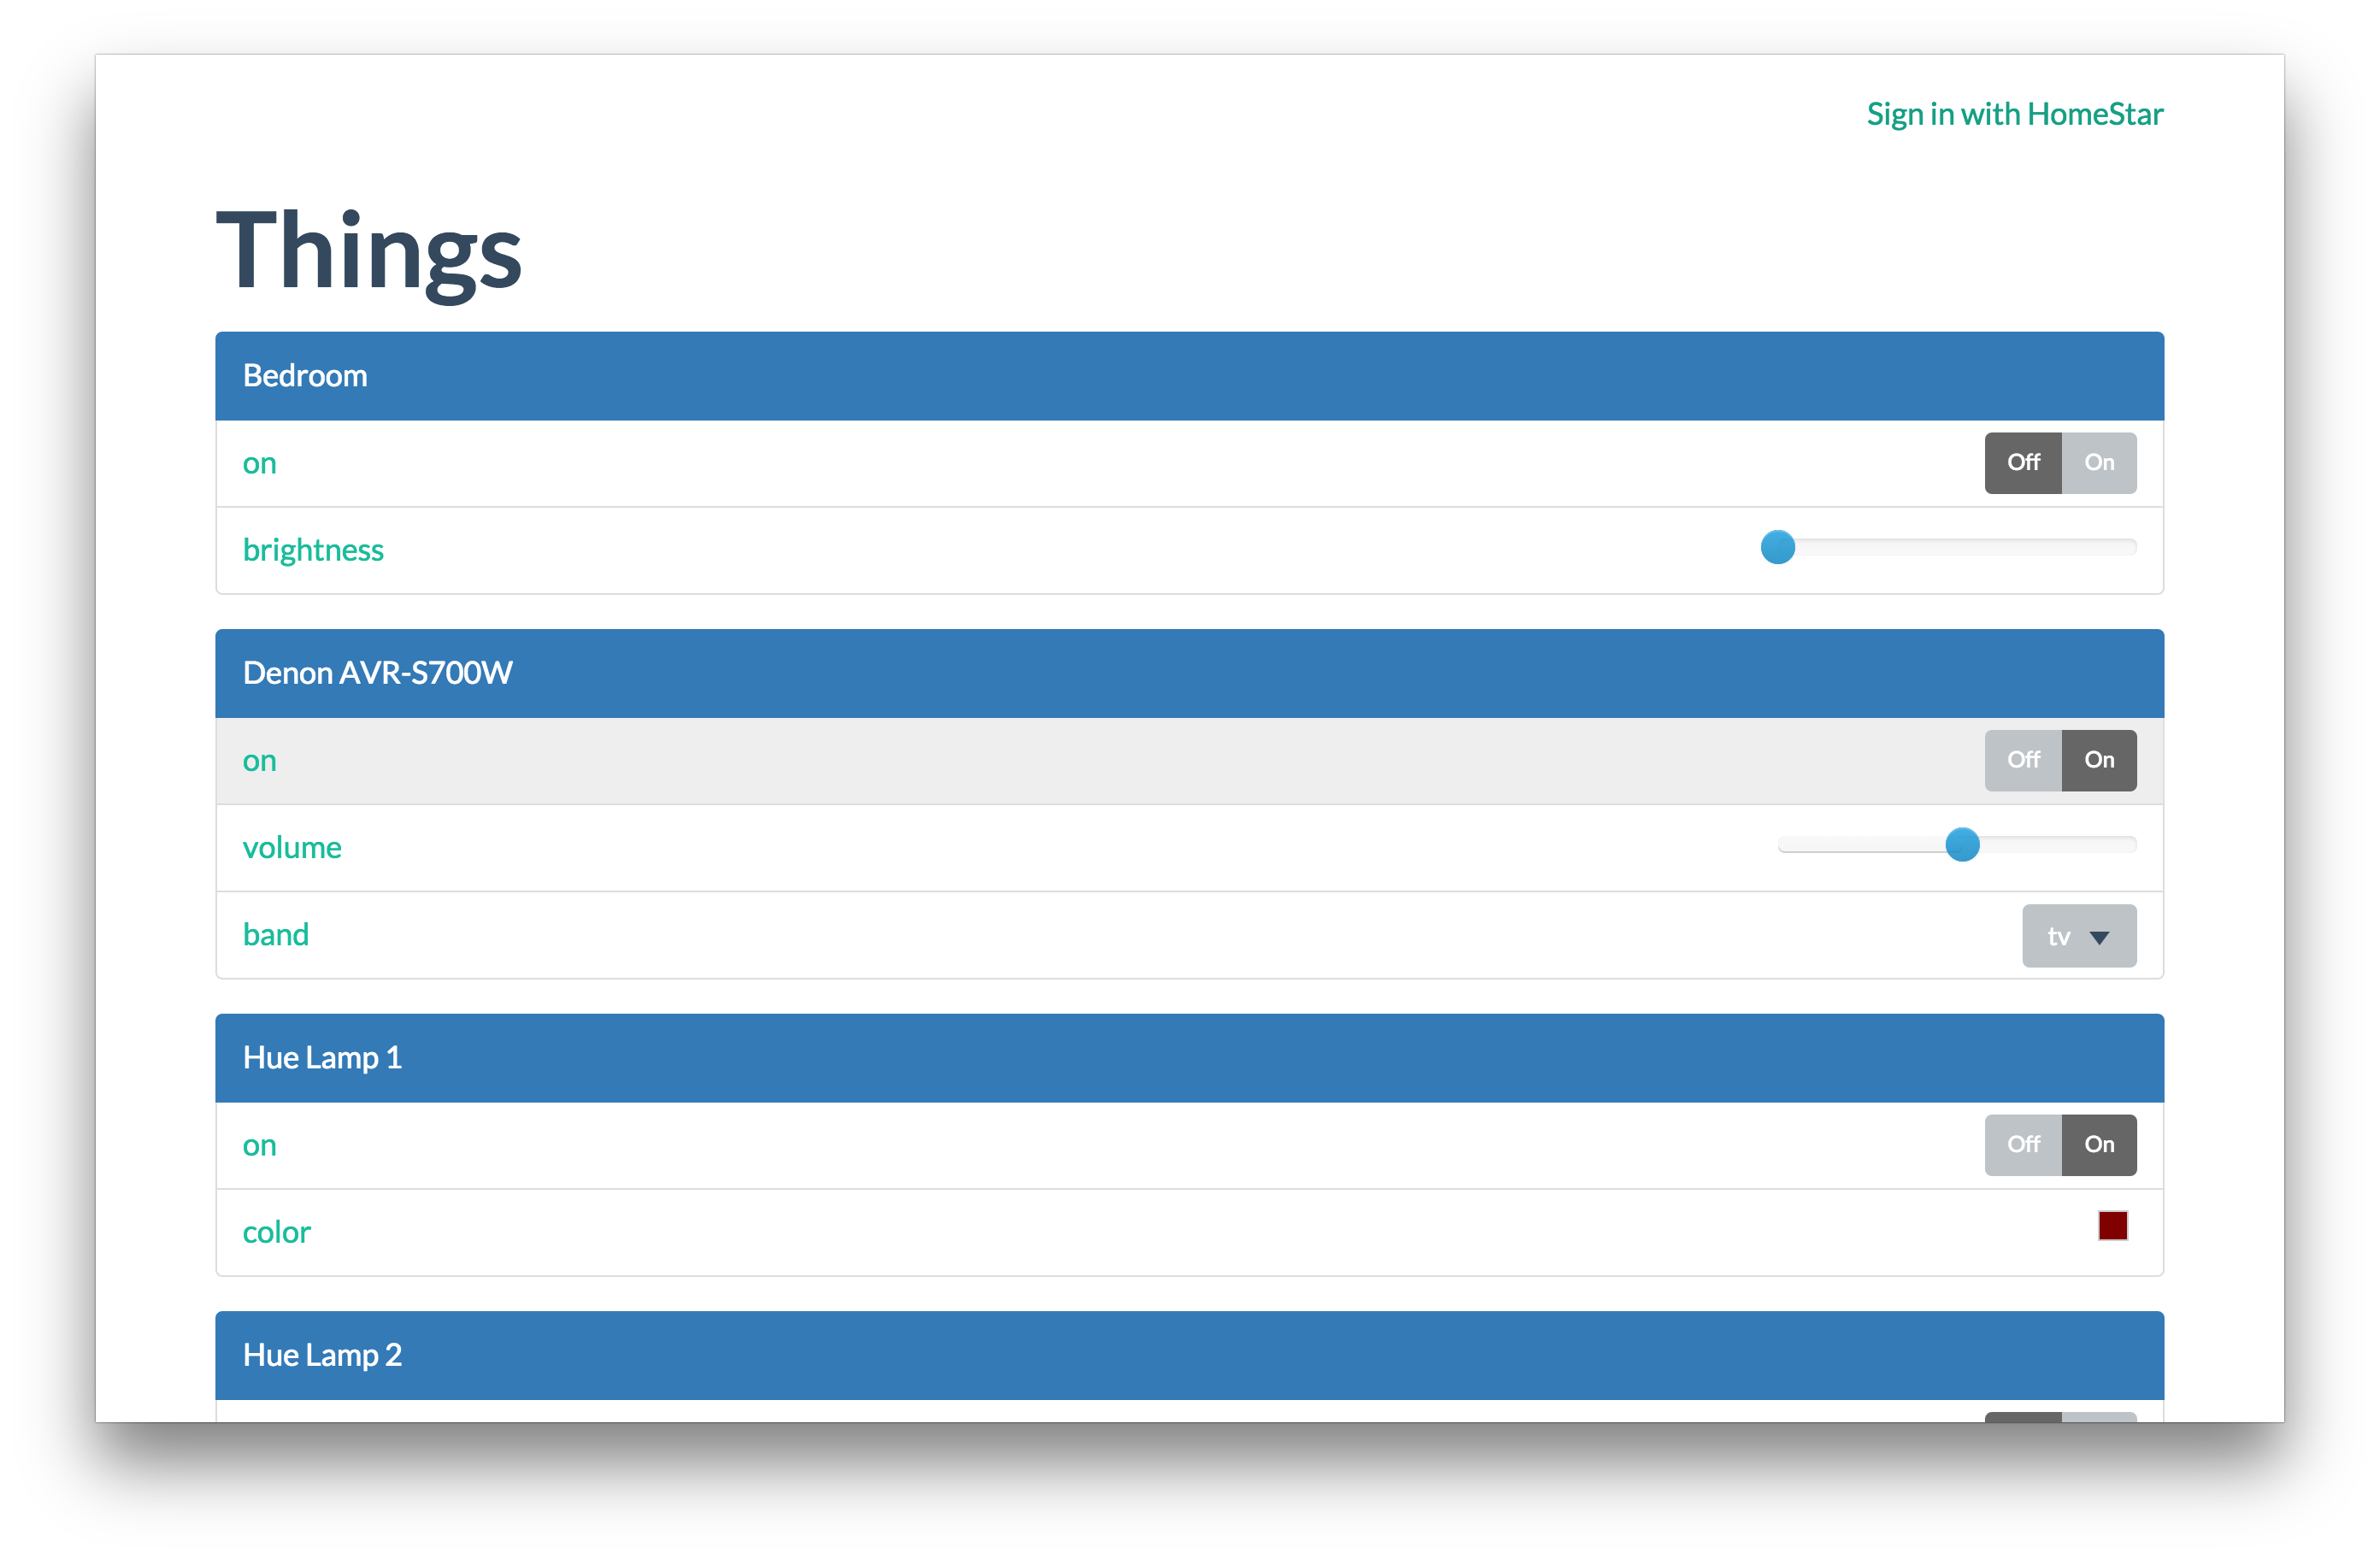 Sign in with HomeStar
Things
Bedroom
on Off On
brightness
Denon AVR-S700W
on Off On
volume
band tv
Hue Lamp 1
on Off On
color
Hue Lamp 2